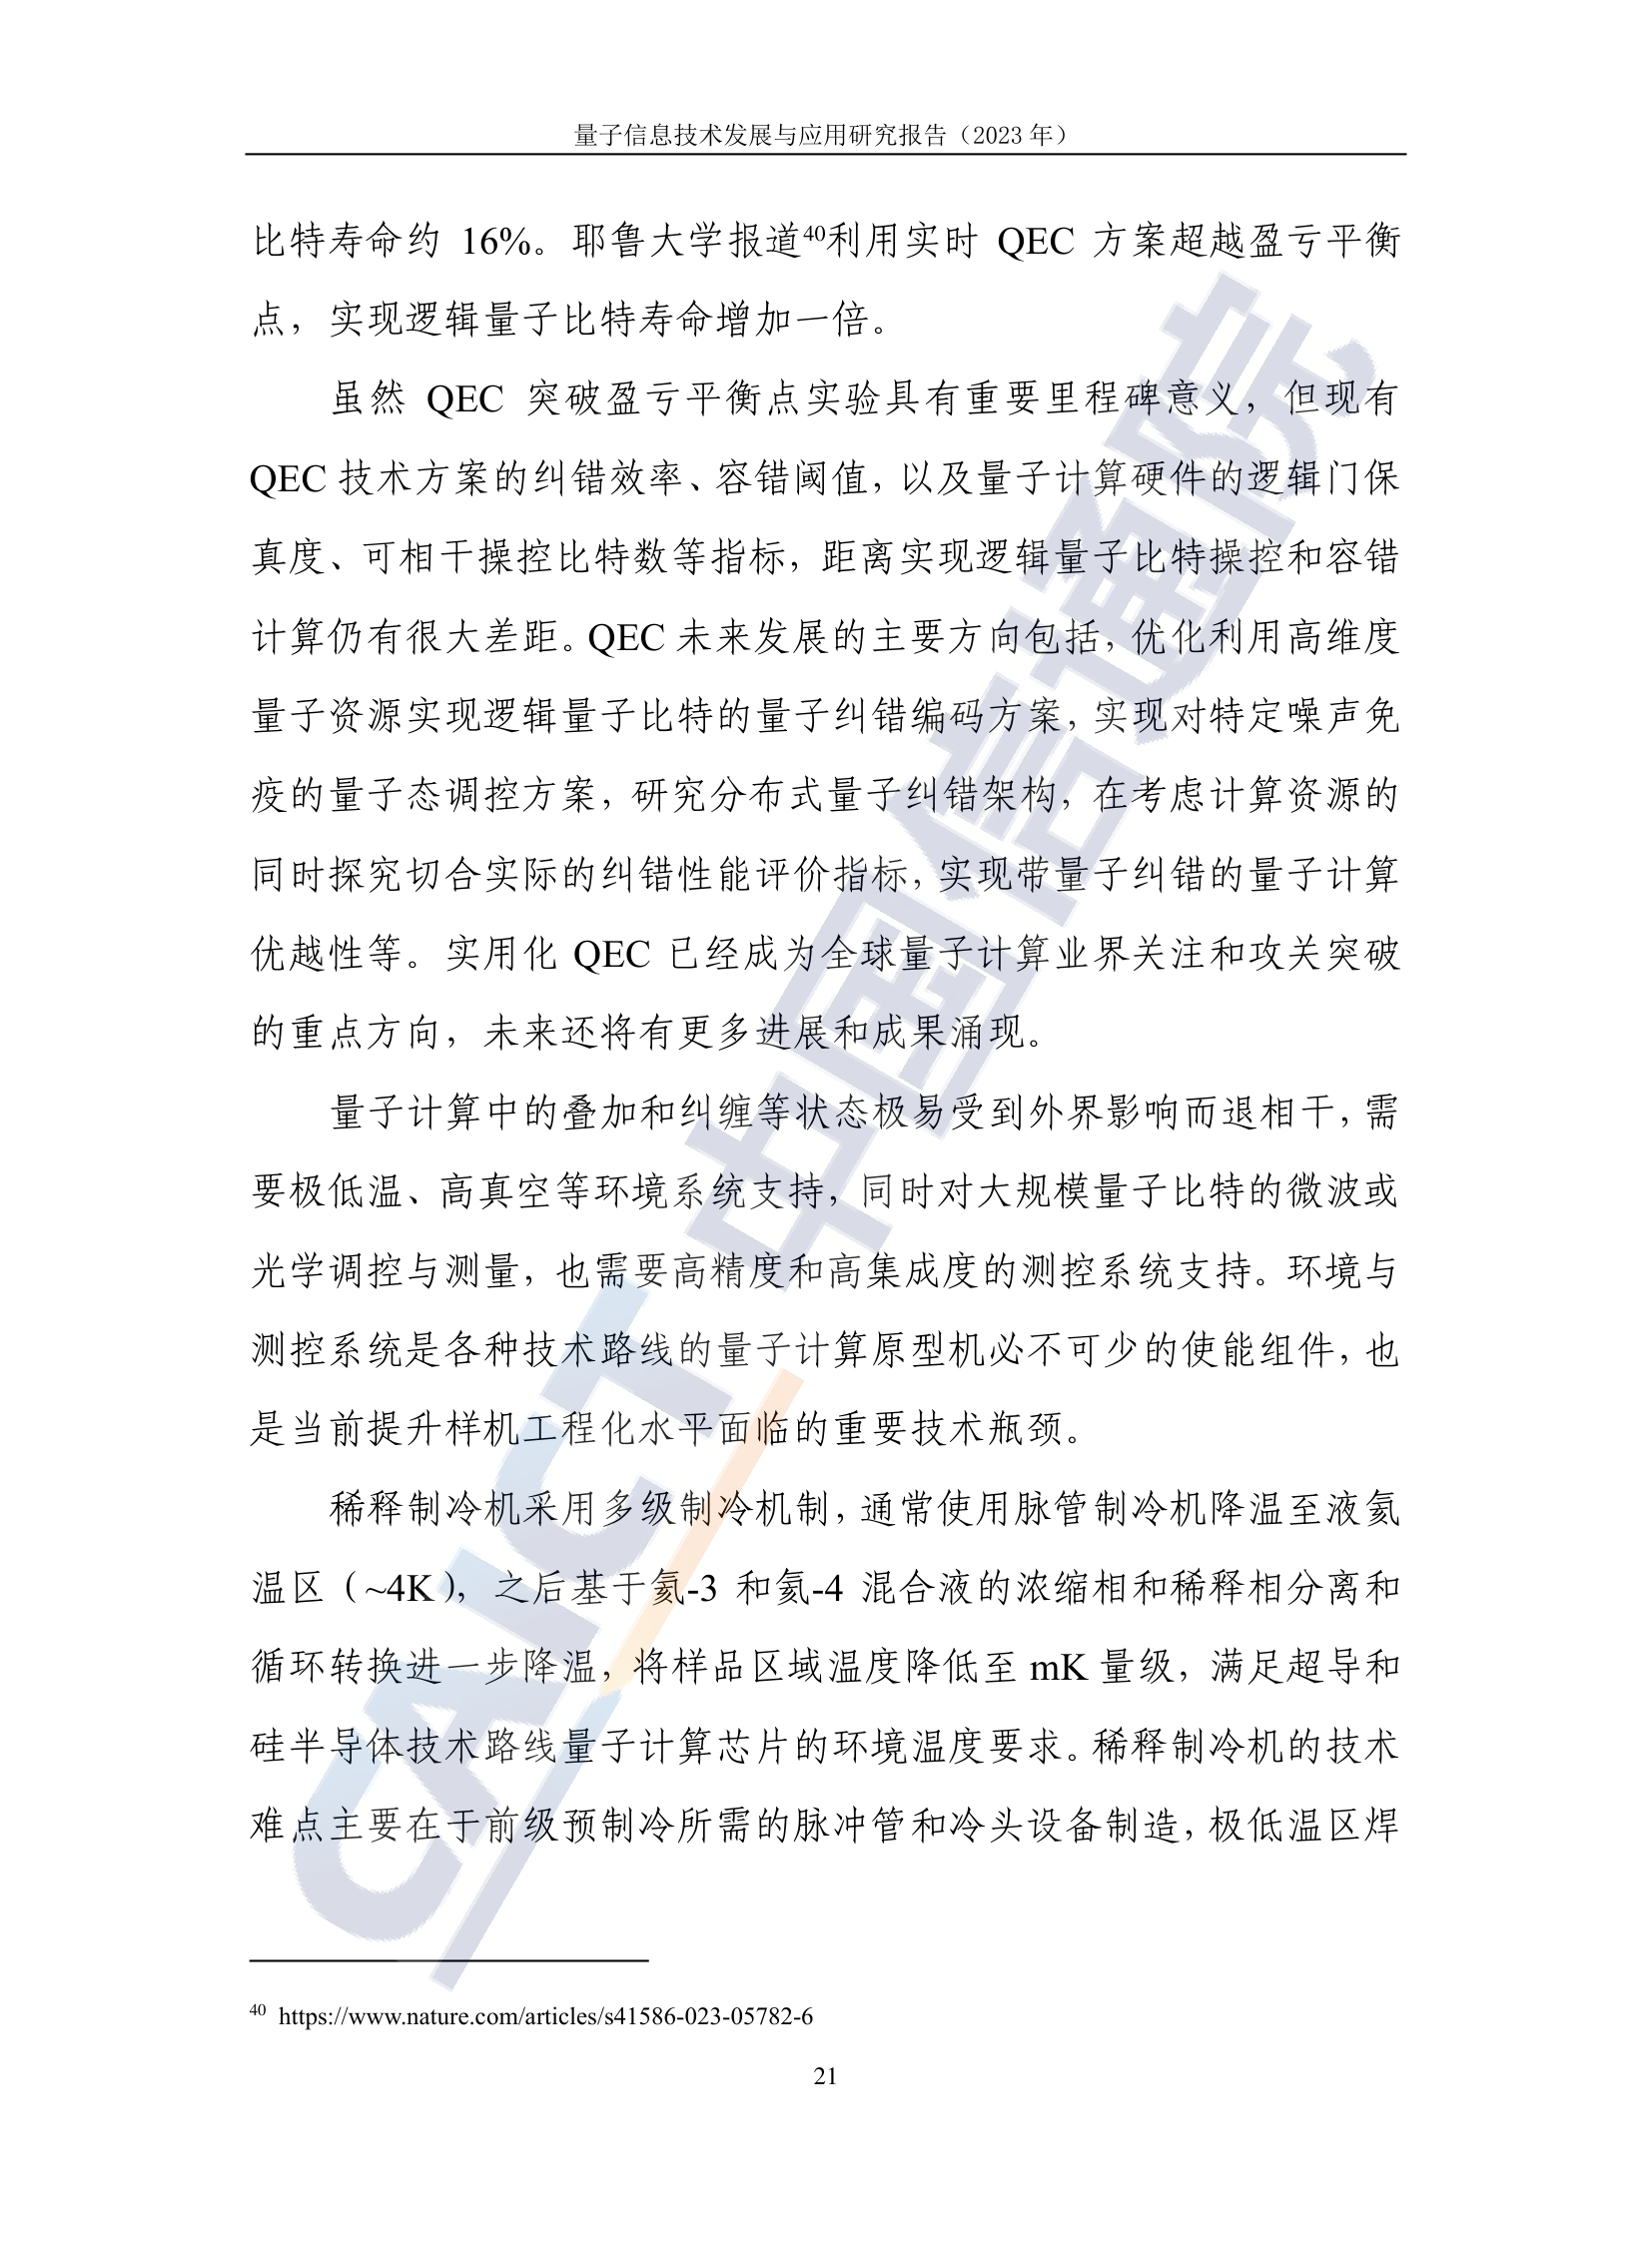 量子信息技术发展与应用研究报告（2023 年）
比特寿命约 16%。耶鲁大学报道40利用实时 QEC 方案超越盈亏平衡
点，实现逻辑量子比特寿命增加一倍。
虽然 QEC 突破盈亏平衡点实验具有重要里程碑意义，但现有
QEC 技术方案的纠错效率、容错阈值，以及量子计算硬件的逻辑门保
真度、可相干操控比特数等指标，距离实现逻辑量子比特操控和容错
计算仍有很大差距。QEC 未来发展的主要方向包括，优化利用高维度
量子资源实现逻辑量子比特的量子纠错编码方案，实现对特定噪声免
疫的量子态调控方案，研究分布式量子纠错架构，在考虑计算资源的
同时探究切合实际的纠错性能评价指标，实现带量子纠错的量子计算
优越性等。实用化 QEC 已经成为全球量子计算业界关注和攻关突破
的重点方向，未来还将有更多进展和成果涌现。
量子计算中的叠加和纠缠等状态极易受到外界影响而退相干，需
要极低温、高真空等环境系统支持，同时对大规模量子比特的微波或
光学调控与测量，也需要高精度和高集成度的测控系统支持。环境与
测控系统是各种技术路线的量子计算原型机必不可少的使能组件，也
是当前提升样机工程化水平面临的重要技术瓶颈。
稀释制冷机采用多级制冷机制，通常使用脉管制冷机降温至液氦
温区（~4K），之后基于氦-3 和氦-4 混合液的浓缩相和稀释相分离和
循环转换进一步降温，将样品区域温度降低至 mK 量级，满足超导和
硅半导体技术路线量子计算芯片的环境温度要求。稀释制冷机的技术
难点主要在于前级预制冷所需的脉冲管和冷头设备制造，极低温区焊
40 https://www.nature.com/articles/s41586-023-05782-6
21
CAICT 中国信通院